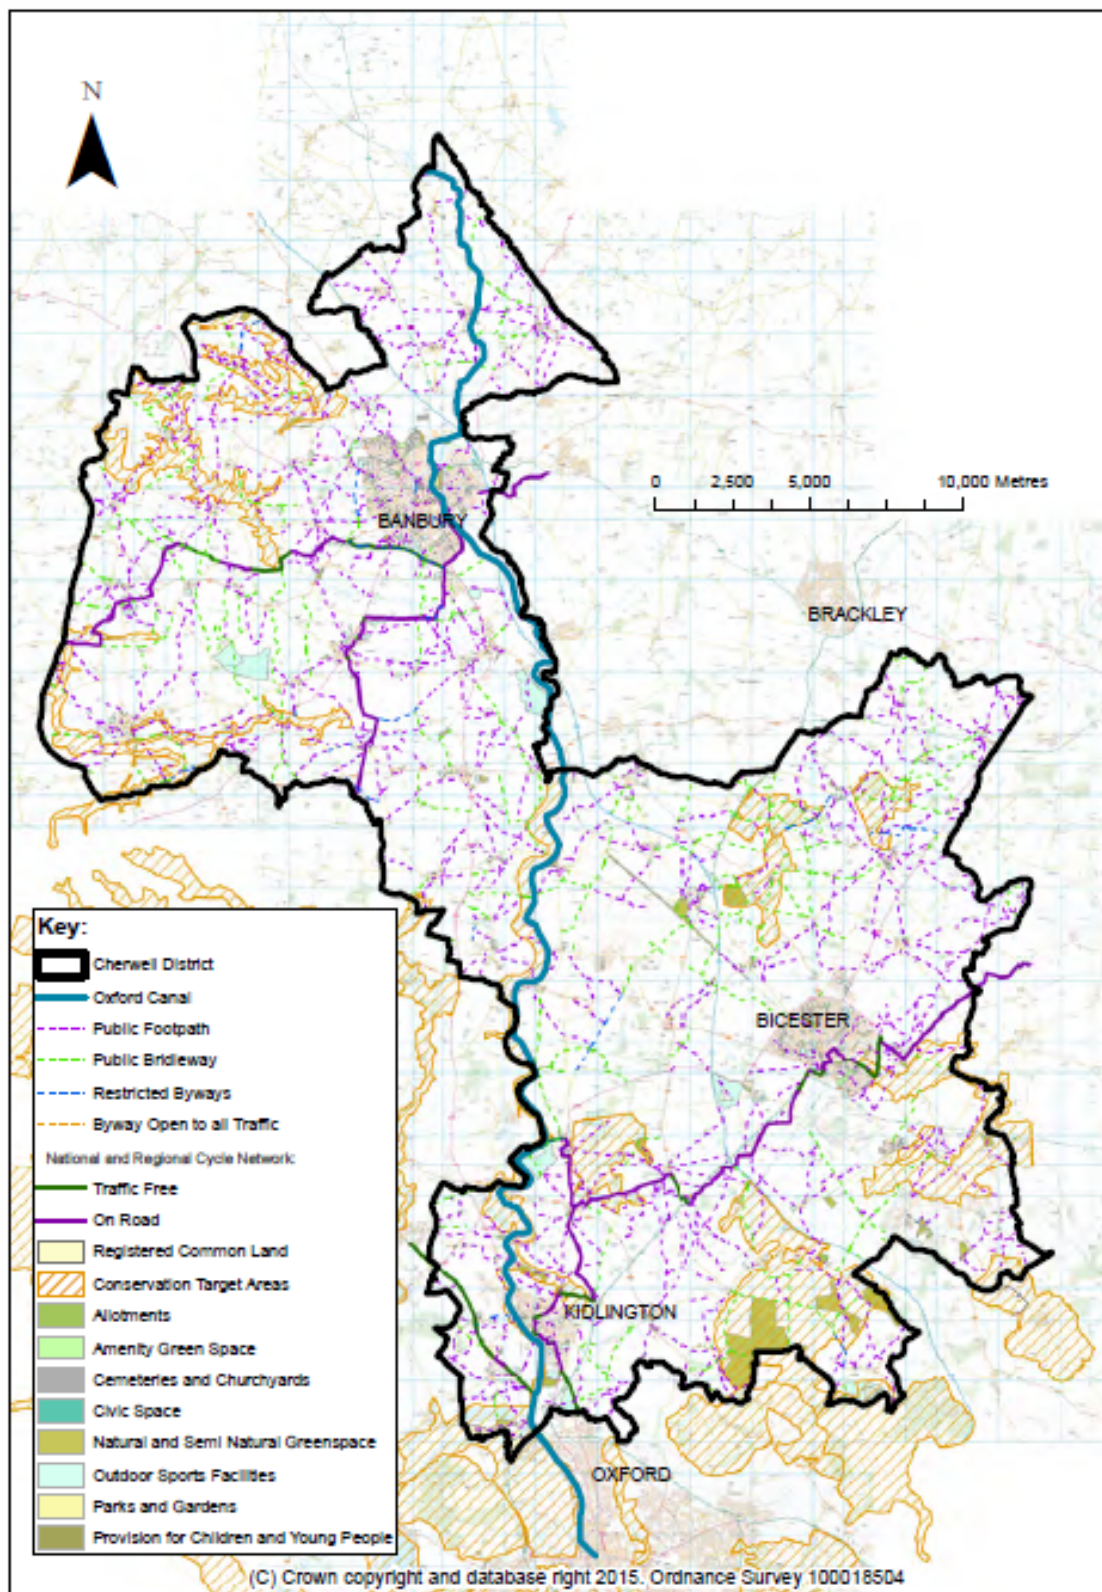 N
0 2,500 5,000 10,000 Metres
BANBURY
BRACKLEY
BICESTER
KIDLINGTON
OXFORD
Key:
Cherwell District
Oxford Canal
Public Footpath
Public Bridleway
Restricted Byways
Byway Open to all Traffic
National and Regional Cycle Network:
Traffic Free
On Road
Registered Common Land
Conservation Target Areas
Allotments
Amenity Green Space
Cemeteries and Churchyards
Civic Space
Natural and Semi Natural Greenspace
Outdoor Sports Facilities
Parks and Gardens
Provision for Children and Young People
(C) Crown copyright and database right 2015. Ordnance Survey 100018504